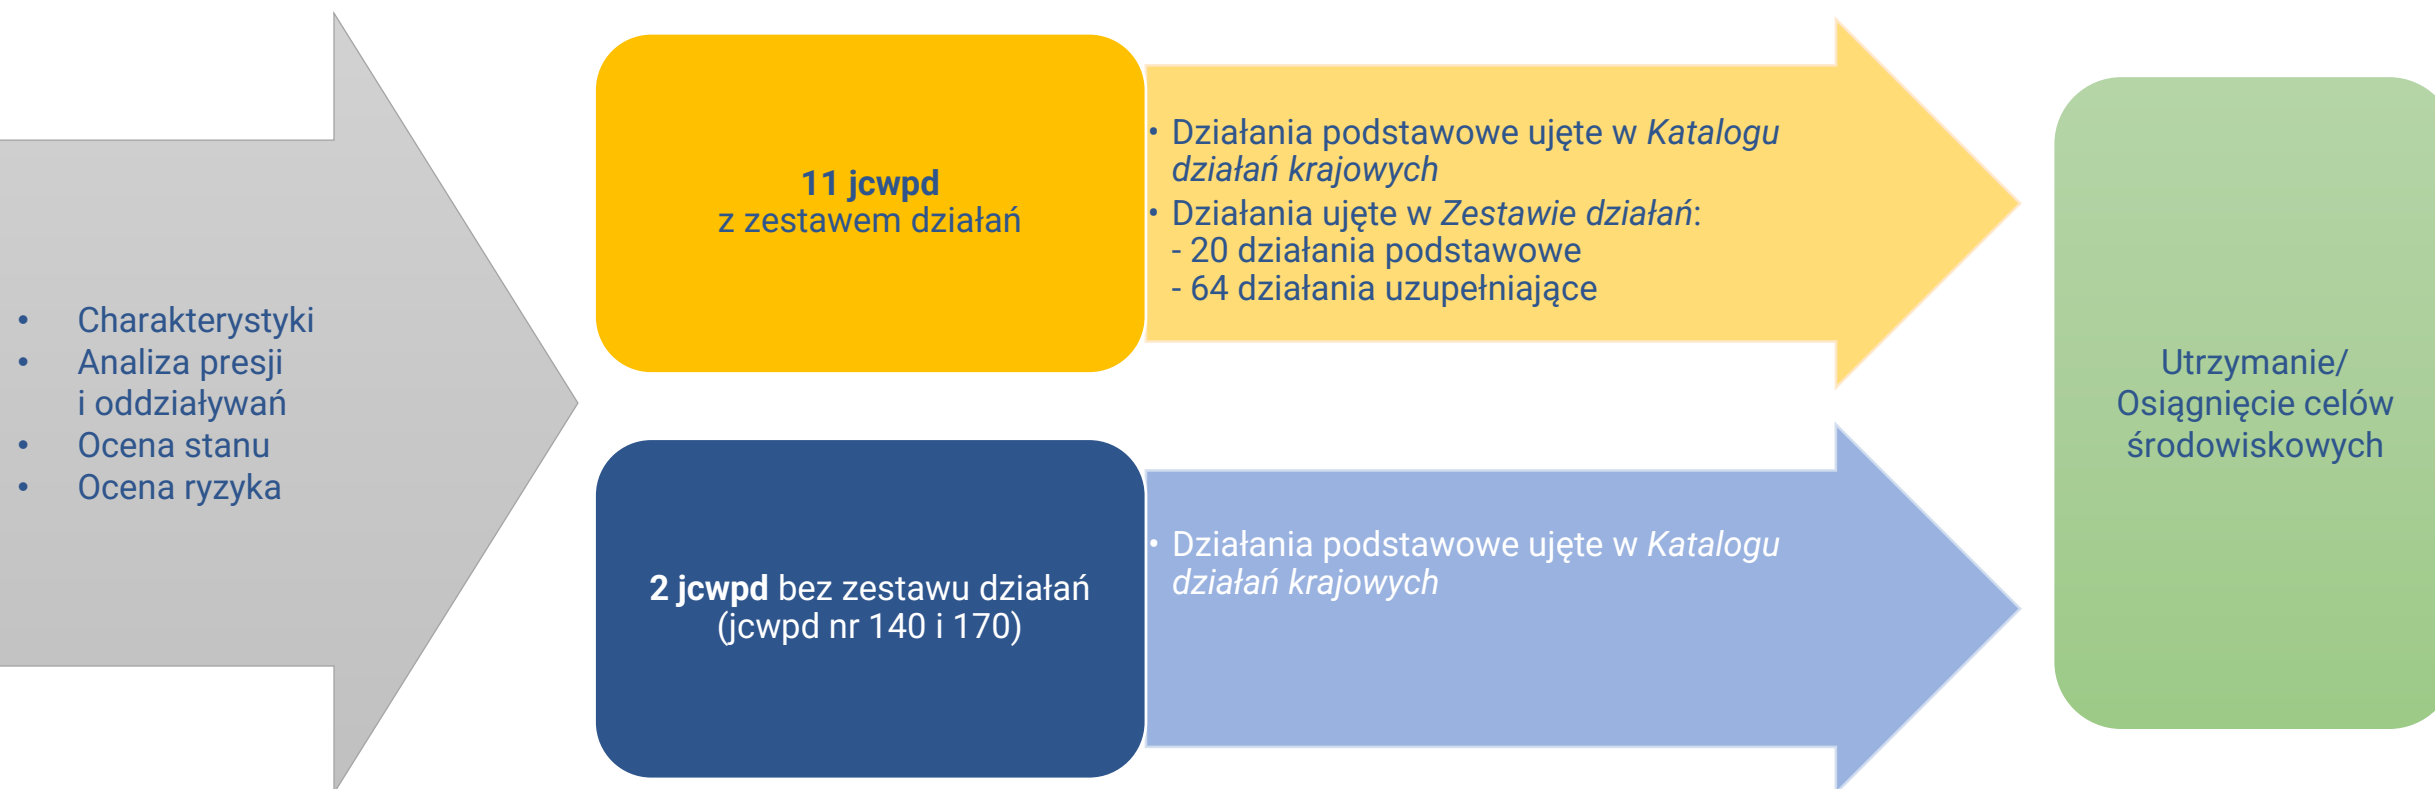 • Charakterystyki
• Analiza presji
i oddziaływań
• Ocena stanu
• Ocena ryzyka
11 jcwpd
z zestawem działań
• Działania podstawowe ujęte w Katalogu
działań krajowych
• Działania ujęte w Zestawie działań:
- 20 działania podstawowe
- 64 działania uzupełniające
2 jcwpd bez zestawu działań
(jcwpd nr 140 i 170)
• Działania podstawowe ujęte w Katalogu
działań krajowych
Utrzymanie/
Osiągnięcie celów
środowiskowych